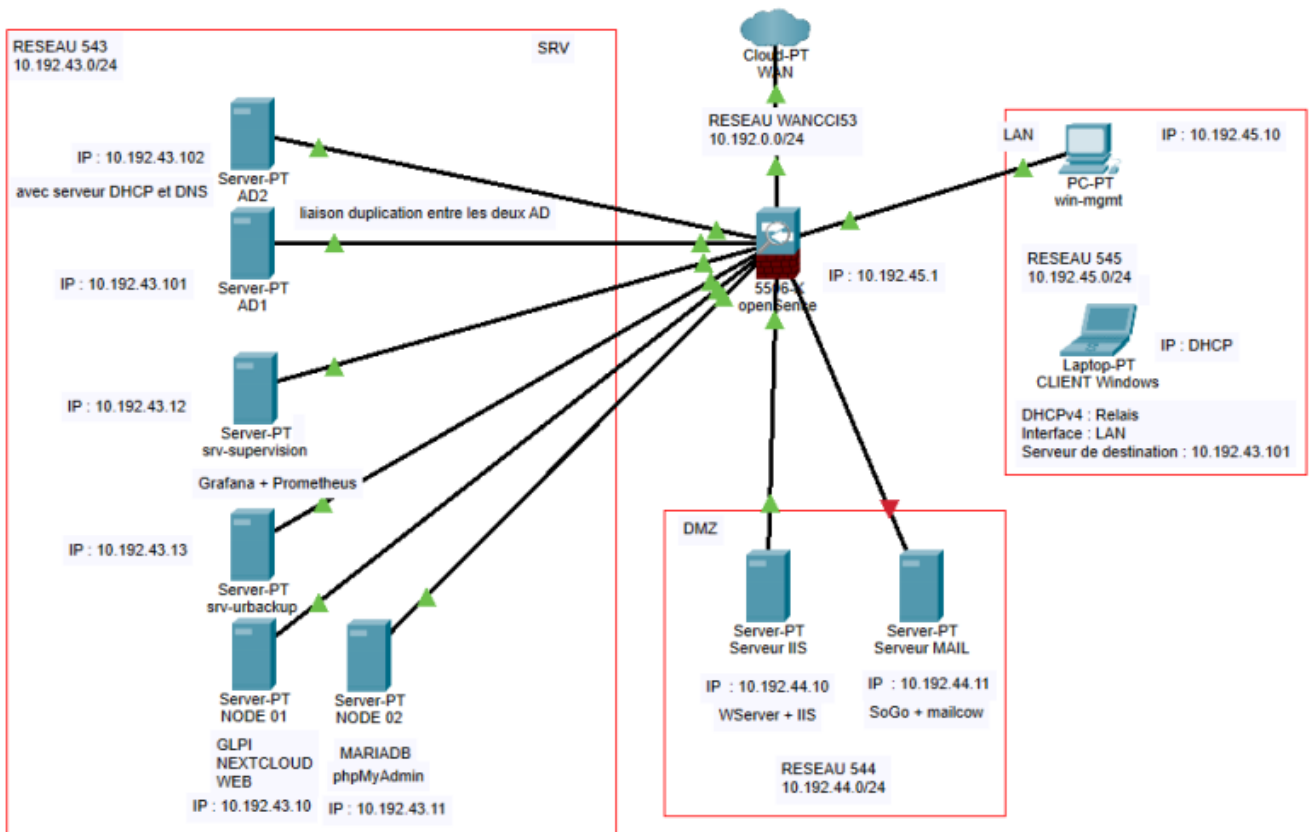 RESEAU 543
10.192.43.0/24
SRV
IP : 10.192.43.102
Server-PT
AD2
avec serveur DHCP et DNS
liaison duplication entre les deux AD
IP : 10.192.43.101
Server-PT
AD1
IP : 10.192.43.12
Server-PT
srv-supervision
Grafana + Prometheus
IP : 10.192.43.13
Server-PT
srv-urbackup
Server-PT
NODE 01
GLPI
NEXTCLOUD
WEB
IP : 10.192.43.10
Server-PT
NODE 02
MARIADB
phpMyAdmin
IP : 10.192.43.11
Cloud-PT
WAN
RESEAU WANCCI53
10.192.0.0/24
5506-X
openSense
IP : 10.192.45.1
LAN
IP : 10.192.45.10
PC-PT
win-mgmt
RESEAU 545
10.192.45.0/24
IP : DHCP
Laptop-PT
CLIENT Windows
DHCPv4 : Relais
Interface : LAN
Serveur de destination : 10.192.43.101
DMZ
Server-PT
Serveur IIS
IP : 10.192.44.10
WServer + IIS
Server-PT
Serveur MAIL
IP : 10.192.44.11
SoGo + mailcow
RESEAU 544
10.192.44.0/24